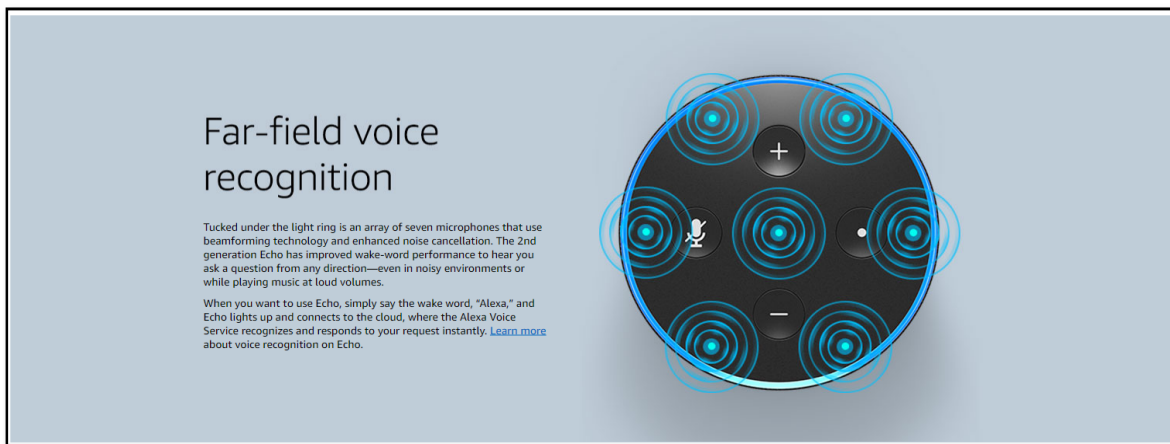 Far-field voice
recognition
Tucked under the light ring is an array of seven microphones that use
beamforming technology and enhanced noise cancellation. The 2nd
generation Echo has improved wake-word performance to hear you
ask a question from any direction—even in noisy environments or
while playing music at loud volumes.
When you want to use Echo, simply say the wake word, “Alexa,” and
Echo lights up and connects to the cloud, where the Alexa Voice
Service recognizes and responds to your request instantly. Learn more
about voice recognition on Echo.